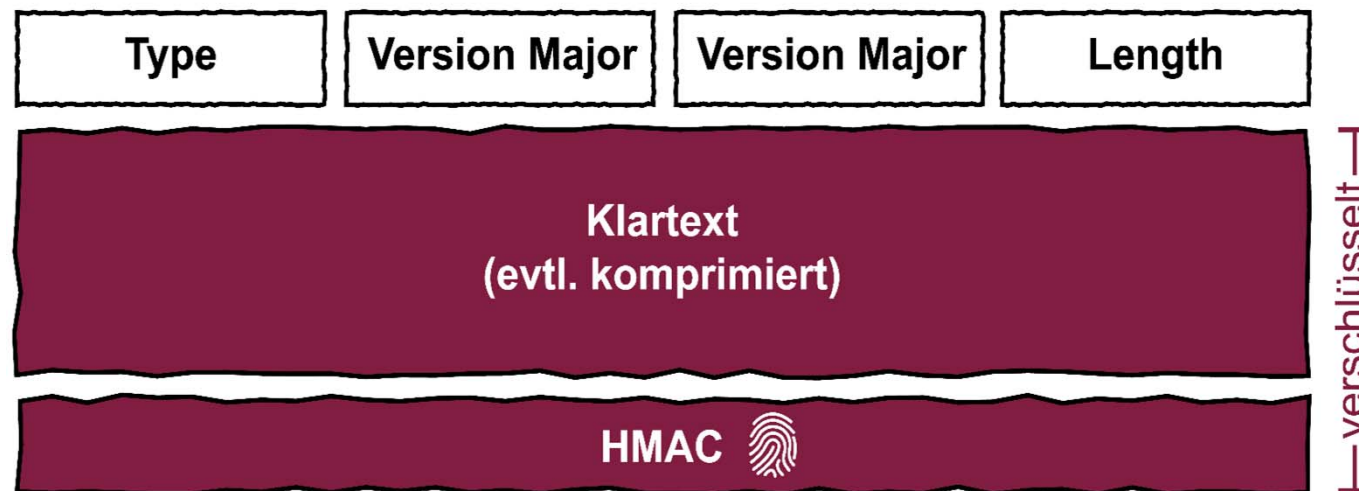 Type
Version Major
Version Major
Length
Klartext
(evtl. komprimiert)
HMAC
verschlüsselt